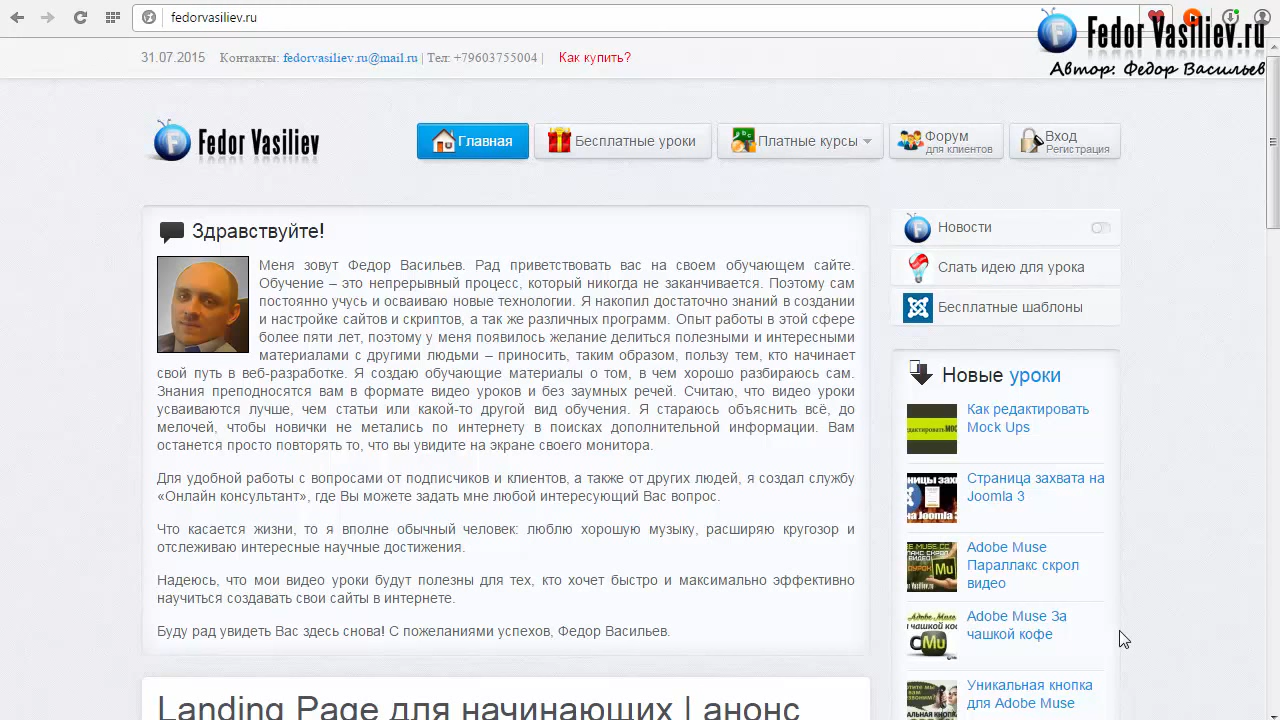 fedorvasiliev.ru
Fedor Vasiliev.ru
Автор: Федор Васильев
31.07.2015 Контакты: fedorvasiliev.ru@mail.ru | Тел: +79693755004 | Как купить?
Fedor Vasiliev
Главная
Бесплатные уроки
Платные курсы
Форум
для клиентов
Вход
Регистрация
Здравствуйте!
Меня зовут Федор Васильев. Рад приветствовать вас на своем обучающем сайте.
Обучение – это непрерывный процесс, который никогда не заканчивается. Поэтому сам
постоянно учусь и осваиваю новые технологии. Я накопил достаточно знаний в создании
и настройке сайтов и скриптов, а так же различных программ. Опыт работы в этой сфере
более пяти лет, поэтому у меня появилось желание делиться полезными и интересными
материалами с другими людьми – приносить, таким образом, пользу тем, кто начинает
свой путь в веб-разработке. Я создаю обучающие материалы о том, в чем хорошо разбираюсь сам.
Знания преподносятся вам в формате видео уроков и без заумных речей. Считаю, что видео уроки
усваиваются лучше, чем статьи или какой-то другой вид обучения. Я стараюсь объяснить всё, до
мелочей, чтобы новички не метались по интернету в поисках дополнительной информации. Вам
останется просто повторять то, что вы увидите на экране своего монитора.
Для удобной работы с вопросами от подписчиков и клиентов, а также от других людей, я создал службу
«Онлайн консультант», где Вы можете задать мне любой интересующий Вас вопрос.
Что касается жизни, то я вполне обычный человек: люблю хорошую музыку, расширяю кругозор и
отслеживаю интересные научные достижения.
Надеюсь, что мои видео уроки будут полезны для тех, кто хочет быстро и максимально эффективно
научиться создавать свои сайты в интернете.
Буду рад увидеть Вас здесь снова! С пожеланиями успехов, Федор Васильев.
Landing Page для начинающих | анонс
Новости
Слать идею для урока
Бесплатные шаблоны
Новые уроки
Как редактировать
Mock Ups
Страница захвата на
Joomla 3
Adobe Muse
Параллакс скрол
видео
Adobe Muse За
чашкой кофе
Уникальная кнопка
для Adobe Muse